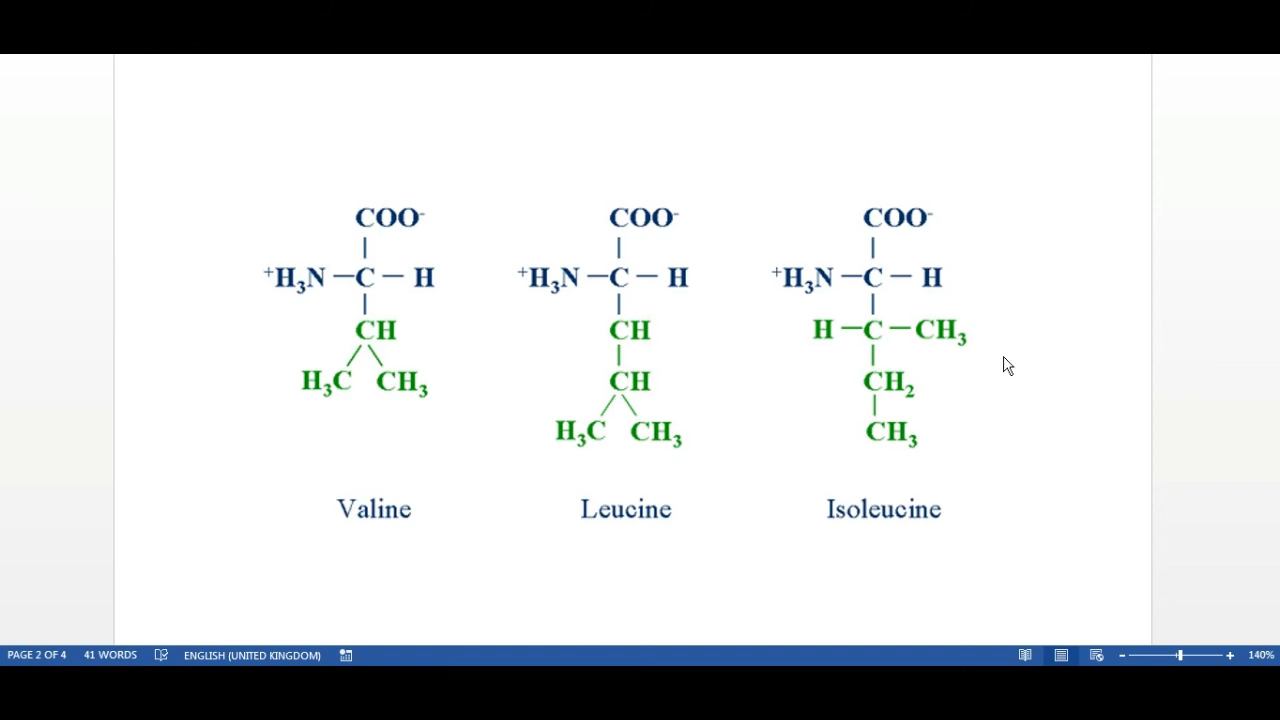 COO- COO- COO-
+H3N – C – H +H3N – C – H +H3N – C – H
CH CH H – C – CH3
H3C CH3 CH CH2
H3C CH3 CH3
Valine Leucine Isoleucine
PAGE 2 OF 4 41 WORDS ENGLISH (UNITED KINGDOM) 140%